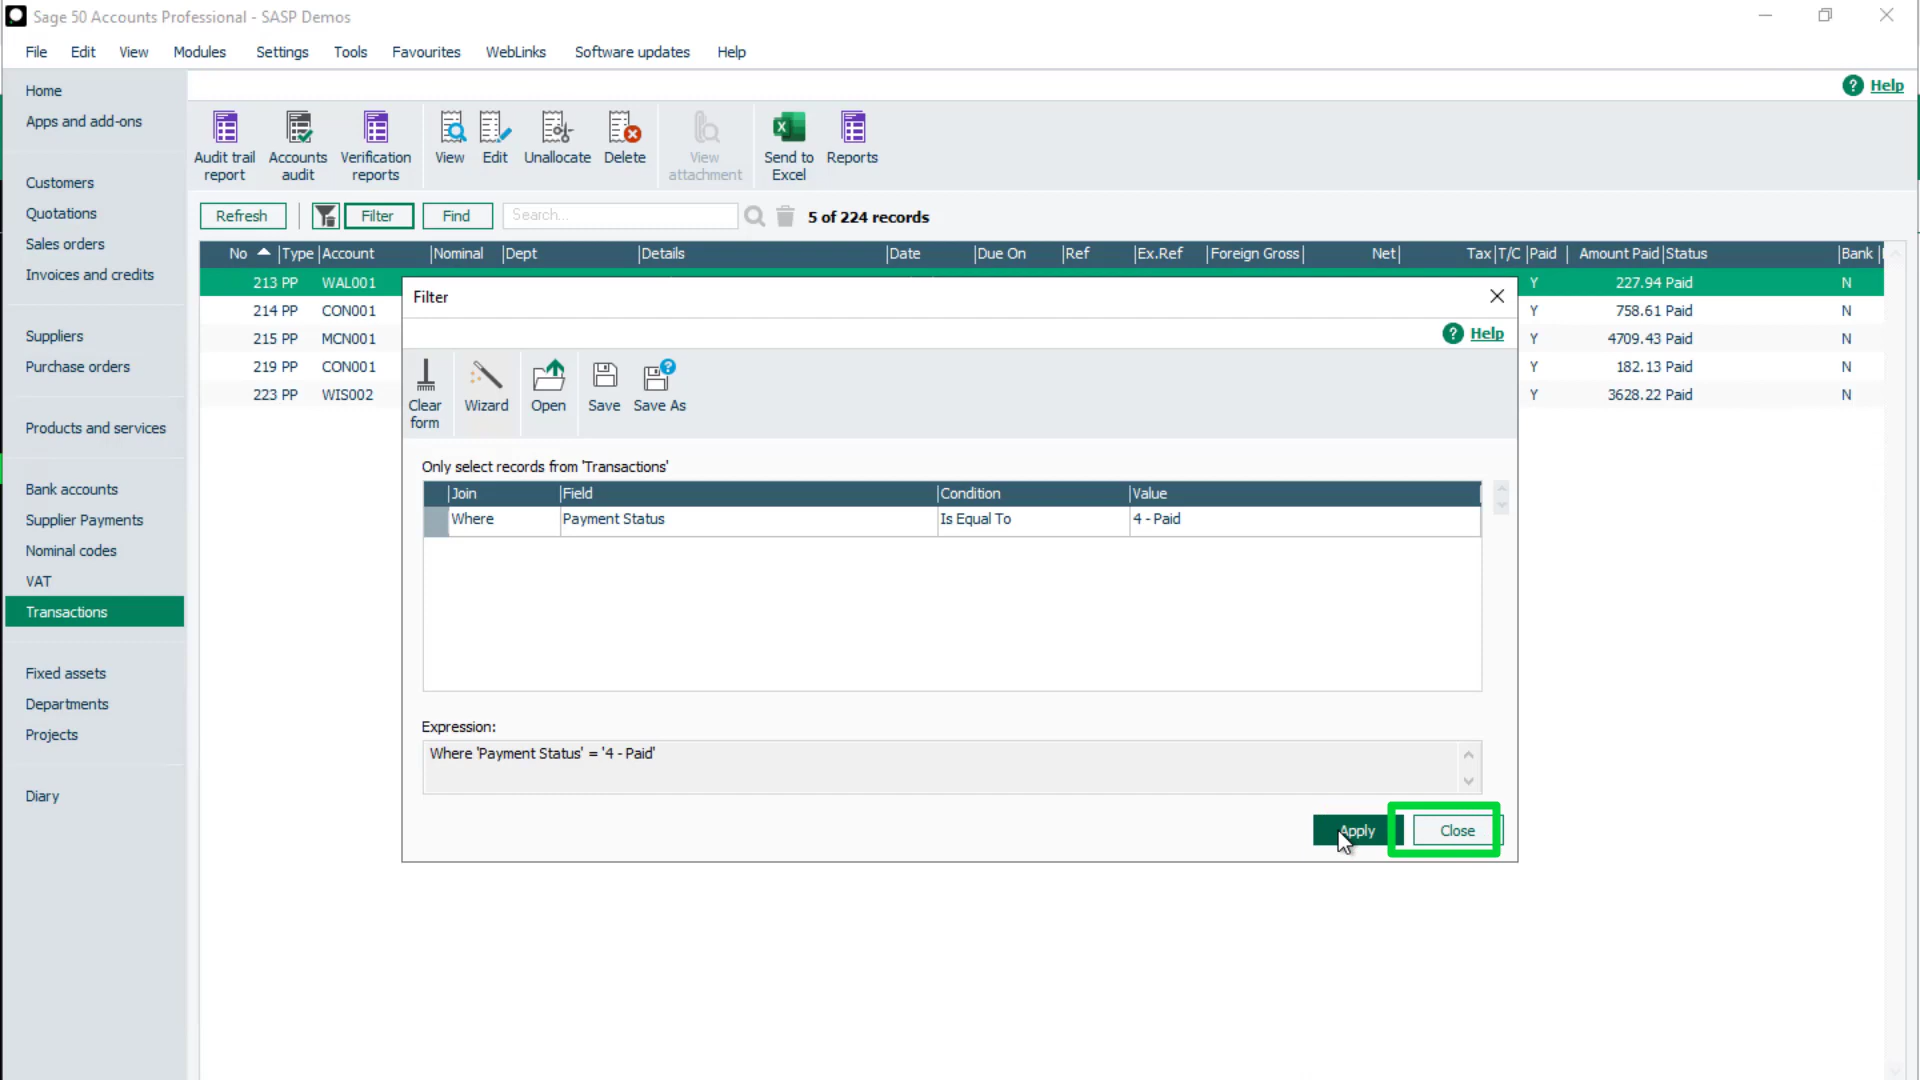 Sage 50 Accounts Professional - SASP Demos
File Edit View Modules Settings Tools Favourites WebLinks Software updates Help
? Help
Home
Apps and add-ons
Customers
Quotations
Sales orders
Invoices and credits
Suppliers
Purchase orders
Products and services
Bank accounts
Supplier Payments
Nominal codes
VAT
Transactions
Fixed assets
Departments
Projects
Diary
Audit trail report
Accounts audit
Verification reports
View
Edit
Unallocate
Delete
View attachment
Send to Excel
Reports
Refresh Filter Find Search... 5 of 224 records
No Type Account Nominal Dept Details Date Due On Ref Ex.Ref Foreign Gross Net Tax T/C Paid Amount Paid Status Bank
213 PP WAL001 Y 227.94 Paid N
214 PP CON001 Y 758.61 Paid N
215 PP MCN001 Y 4709.43 Paid N
219 PP CON001 Y 182.13 Paid N
223 PP WIS002 Y 3628.22 Paid N
Filter
? Help
Clear form
Wizard
Open
Save
Save As
Only select records from 'Transactions'
Join Field Condition Value
Where Payment Status Is Equal To 4 - Paid
Expression:
Where 'Payment Status' = '4 - Paid'
Apply Close